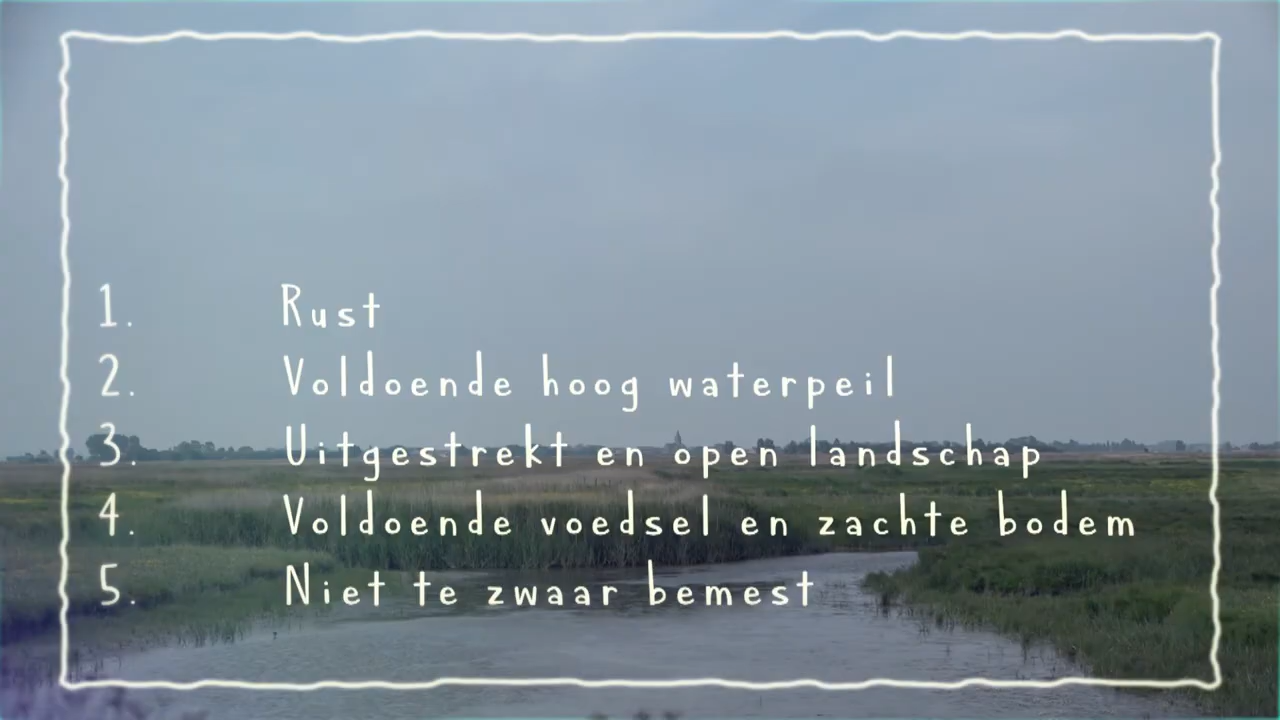 1. Rust
2. Voldoende hoog waterpeil
3. Uitgestrekt en open landschap
4. Voldoende voedsel en zachte bodem
5. Niet te zwaar bemest